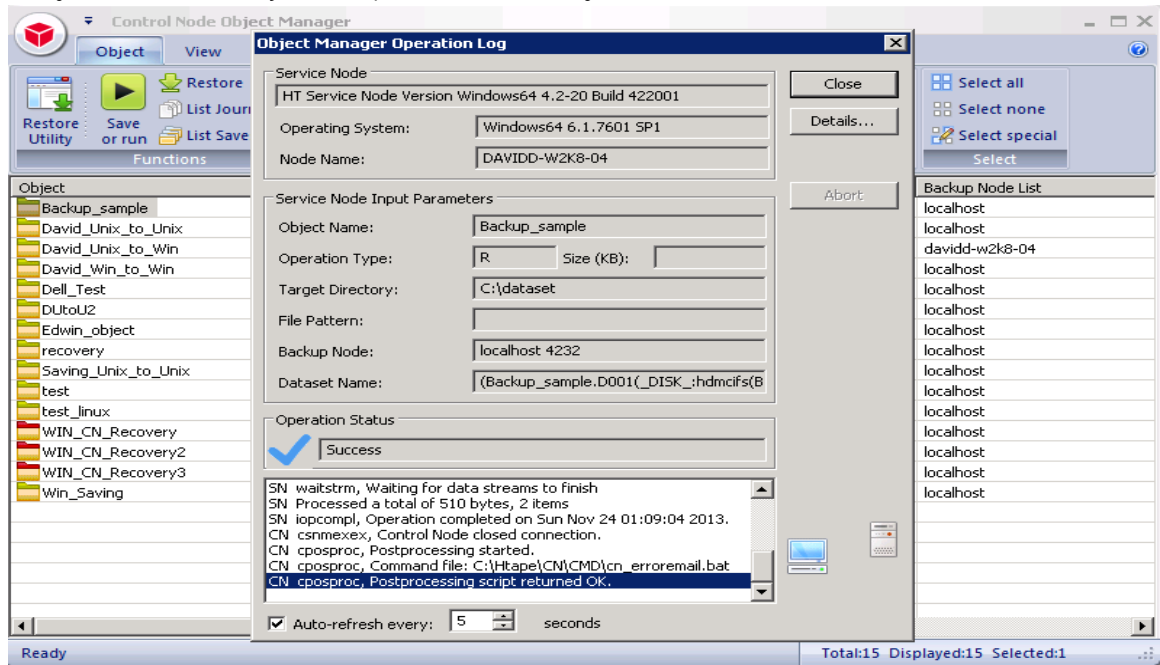 Control Node Object Manager
Object View
Restore
Utility
Save
or run
Restore
List Jour
List Save
Functions
Select all
Select none
Select special
Select
Object Manager Operation Log
Service Node
HT Service Node Version Windows64 4.2-20 Build 422001
Operating System: Windows64 6.1.7601 SP1
Node Name: DAVIDD-W2K8-04
Service Node Input Parameters
Object Name: Backup_sample
Operation Type: R Size (KB):
Target Directory: C:\dataset
File Pattern:
Backup Node: localhost 4232
Dataset Name: (Backup_sample.D001(_DISK_:hdmcifs(B
Operation Status
Success
SN waitstrm, Waiting for data streams to finish
SN Processed a total of 510 bytes, 2 items
SN iopcompl, Operation completed on Sun Nov 24 01:09:04 2013.
CN csnmexex, Control Node closed connection.
CN cposproc, Postprocessing started.
CN cposproc, Command file: C:\Htape\CN\CMD\cn_erroremail.bat
CN cposproc, Postprocessing script returned OK.
Auto-refresh every: 5 seconds
Close
Details...
Abort
Object
Backup_sample
David_Unix_to_Unix
David_Unix_to_Win
David_Win_to_Win
Dell_Test
DUtoU2
Edwin_object
recovery
Saving_Unix_to_Unix
test
test_linux
WIN_CN_Recovery
WIN_CN_Recovery2
WIN_CN_Recovery3
Win_Saving
Backup Node List
localhost
localhost
davidd-w2k8-04
localhost
localhost
localhost
localhost
localhost
localhost
localhost
localhost
localhost
localhost
localhost
localhost
Ready
Total:15 Displayed:15 Selected:1